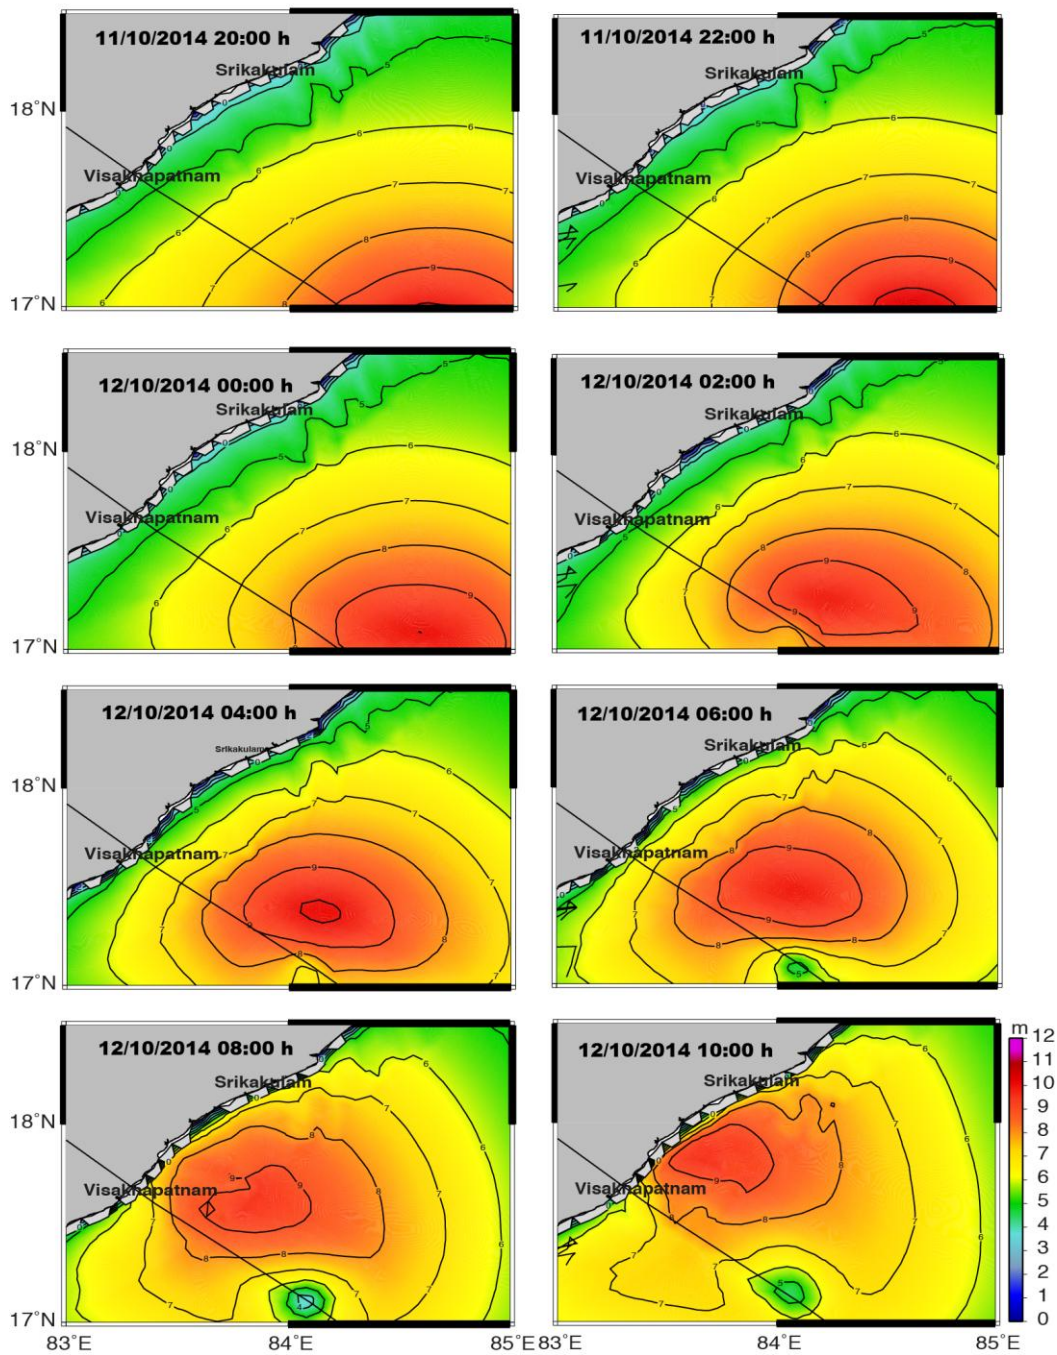 11/10/2014 20:00 h
Srikakulam
Visakhapatnam
18°N
17°N
11/10/2014 22:00 h
Srikakulam
Visakhapatnam
12/10/2014 00:00 h
Srikakulam
Visakhapatnam
18°N
17°N
12/10/2014 02:00 h
Srikakulam
Visakhapatnam
12/10/2014 04:00 h
Srikakulam
Visakhapatnam
18°N
17°N
12/10/2014 06:00 h
Srikakulam
Visakhapatnam
12/10/2014 08:00 h
Srikakulam
Visakhapatnam
18°N
17°N
83°E 84°E 85°E
12/10/2014 10:00 h
Srikakulam
Visakhapatnam
83°E 84°E 85°E
m
12
11
10
9
8
7
6
5
4
3
2
1
0